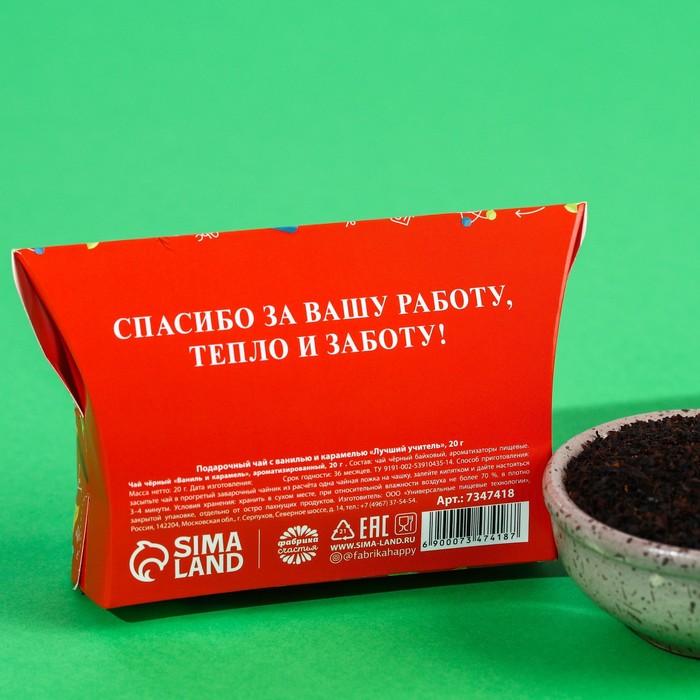 СПАСИБО ЗА ВАШУ РАБОТУ,
ТЕПЛО И ЗАБОТУ!
Подарочный чай с ванилью и карамелью «Лучший учитель», 20 г
Чай чёрный «Ваниль и карамель», ароматизированный, 20 г. Состав: чай чёрный байховый, ароматизаторы пищевые.
Масса нетто: 20 г. Дата изготовления: Срок годности: 36 месяцев. ТУ 9191-002-53910435-14. Способ приготовления:
засыпьте чай в прогретый заварочный чайник из расчёта одна чайная ложка на чашку, залейте кипятком и дайте настояться
3–4 минуты. Условия хранения: хранить в сухом месте, при относительной влажности воздуха не более 70 %, в плотно
закрытой упаковке, отдельно от остро пахнущих продуктов. Изготовитель: ООО «Универсальные пищевые технологии»,
Россия, 142204, Московская обл., г. Серпухов, Северное шоссе, д. 14, тел.: +7 (4967) 37-54-54.
Арт.: 7347418
SIMA
LAND
фабрика
счастья
21
EAC
WWW.SIMA-LAND.RU
@fabrikahappy
6 900073 474187